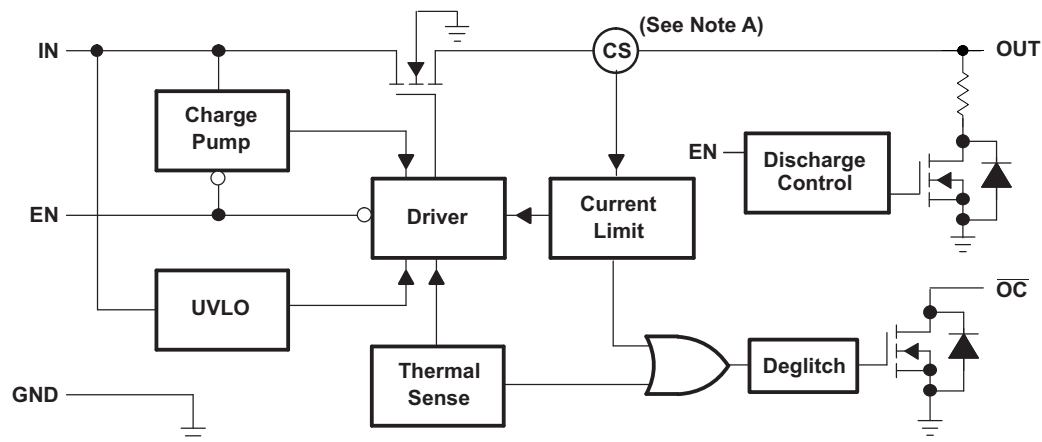 (See Note A)
IN
CS
OUT
Charge
Pump
EN
Discharge
Control
EN
Driver
Current
Limit
UVLO
O̅C̅
Thermal
Sense
Deglitch
GND